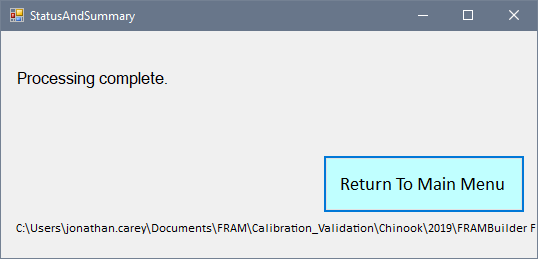 StatusAndSummary
Processing complete.
Return To Main Menu
C:\Users\jonathan.carey\Documents\FRAM\Calibration_Validation\Chinook\2019\FRAMBuilder F